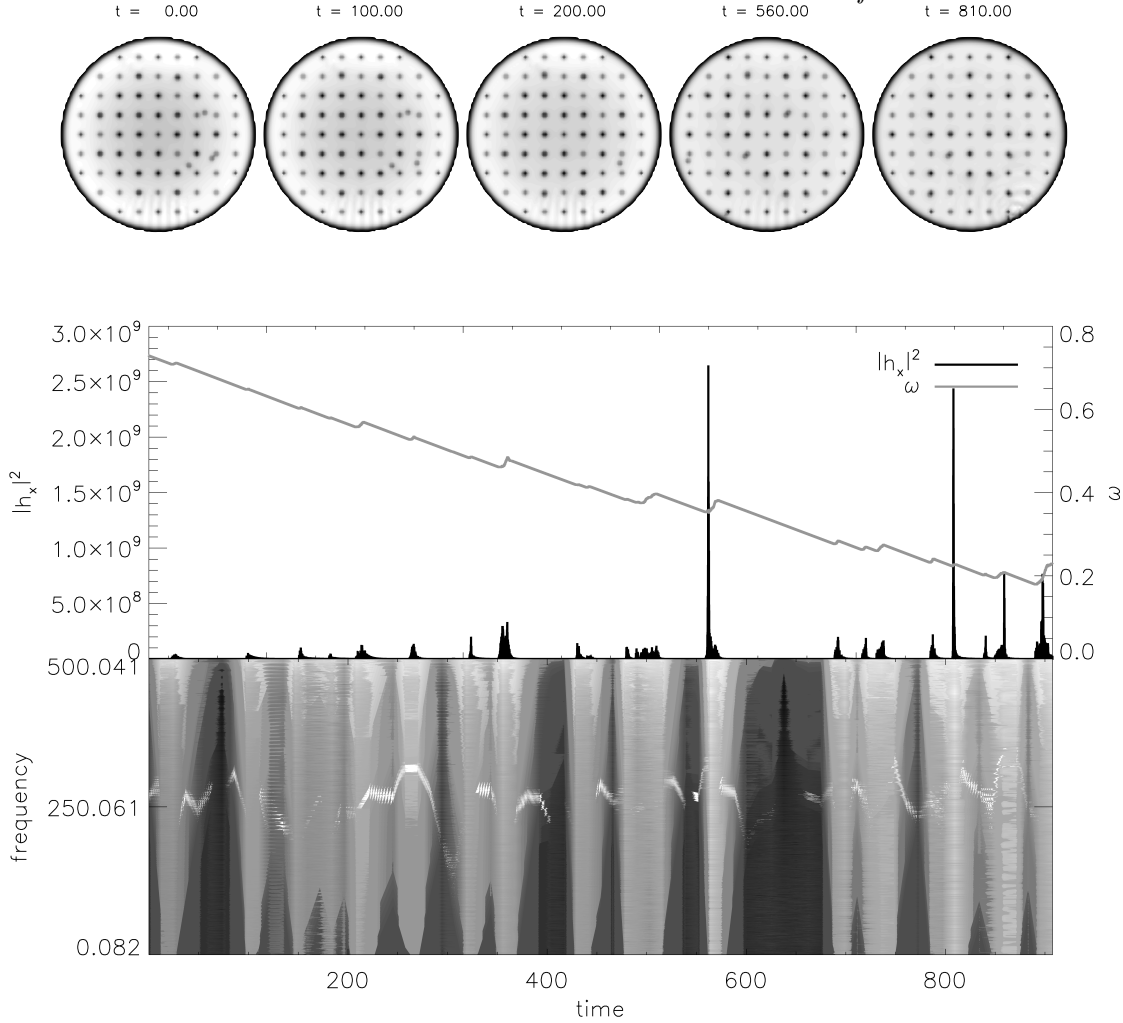 t = 0.00 t = 100.00 t = 200.00 t = 560.00 t = 810.00
3.0×10⁹ 0.8
|hₓ|²
ω
2.5×10⁹
0.6
2.0×10⁹
|hₓ|² 1.5×10⁹ 0.4 ω
1.0×10⁹
0.2
5.0×10⁸
0 0.0
500.041
frequency
250.061
0.082
200 400 600 800
time